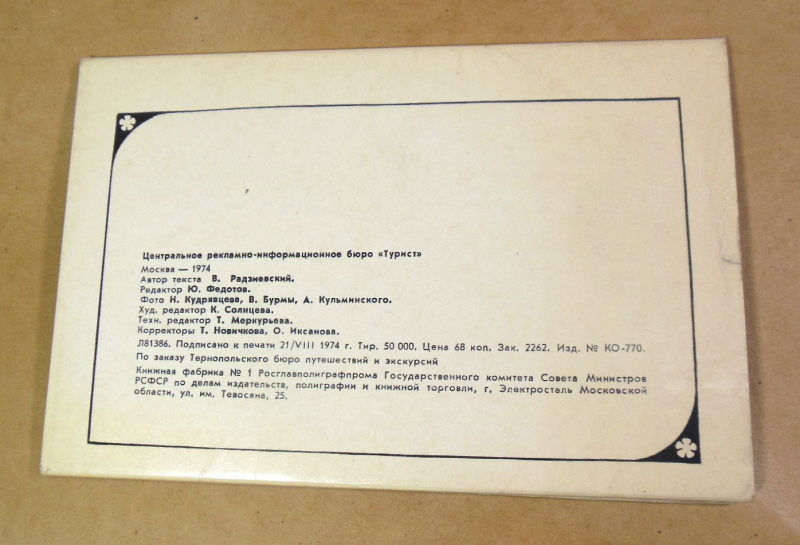 Центральное рекламно-информационное бюро «Турист»
Москва — 1974
Автор текста В. Радзиевский.
Редактор Ю. Федотов.
Фото Н. Кудрявцева, В. Бурмы, А. Кульминского.
Худ. редактор К. Солнцева.
Техн. редактор Т. Меркурьева.
Корректоры Т. Новичкова, О. Иксанова.
Л81386. Подписано к печати 21/VIII 1974 г. Тир. 50 000. Цена 68 коп. Зак. 2262. Изд. № КО-770.
По заказу Тернопольского бюро путешествий и экскурсий
Книжная фабрика № 1 Росглавполиграфпрома Государственного комитета Совета Министров
РСФСР по делам издательств, полиграфии и книжной торговли, г. Электросталь Московской
области, ул. им. Тевосяна, 25.